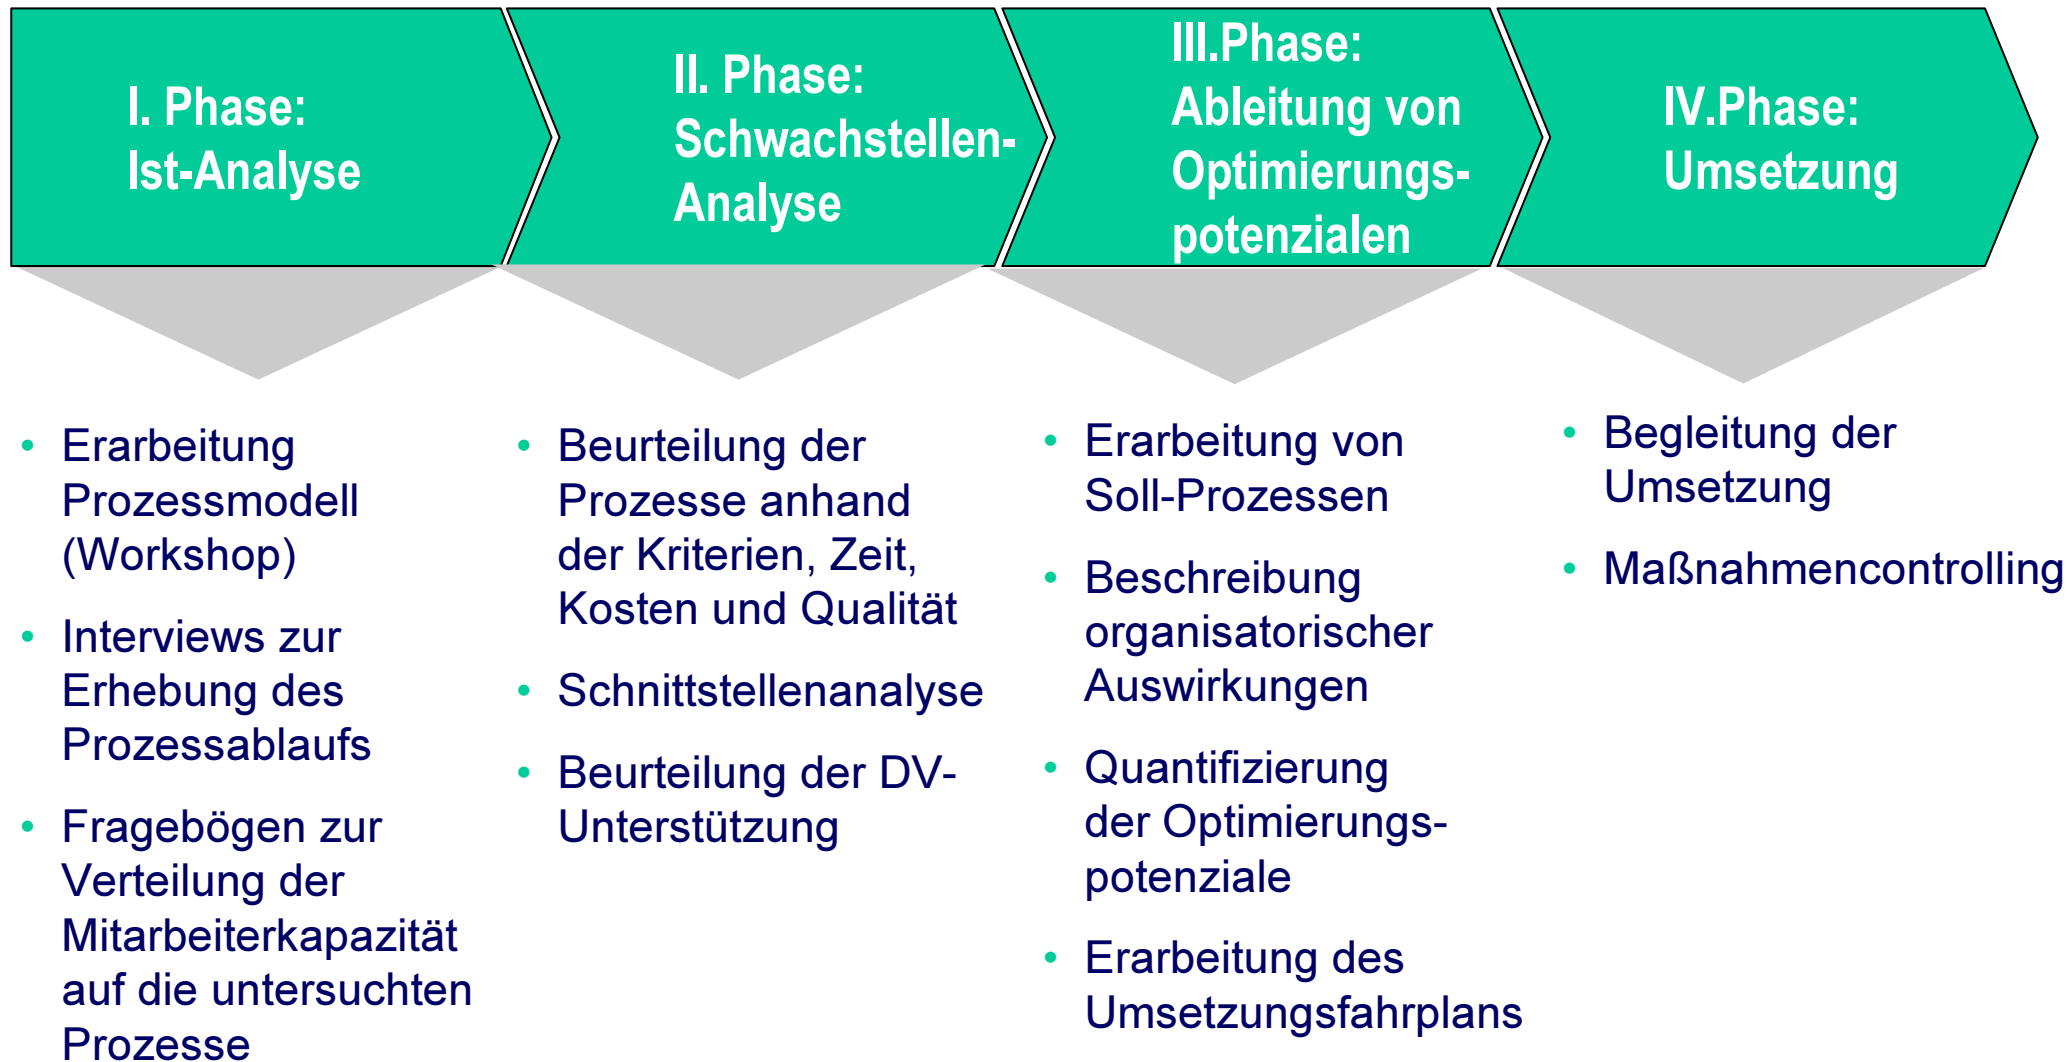 I. Phase:
Ist-Analyse
II. Phase:
Schwachstellen-
Analyse
III.Phase:
Ableitung von
Optimierungs-
potenzialen
IV.Phase:
Umsetzung
• Erarbeitung
Prozessmodell
(Workshop)
• Interviews zur
Erhebung des
Prozessablaufs
• Fragebögen zur
Verteilung der
Mitarbeiterkapazität
auf die untersuchten
Prozesse
• Beurteilung der
Prozesse anhand
der Kriterien, Zeit,
Kosten und Qualität
• Schnittstellenanalyse
• Beurteilung der DV-
Unterstützung
• Erarbeitung von
Soll-Prozessen
• Beschreibung
organisatorischer
Auswirkungen
• Quantifizierung
der Optimierungs-
potenziale
• Erarbeitung des
Umsetzungsfahrplans
• Begleitung der
Umsetzung
• Maßnahmencontrolling